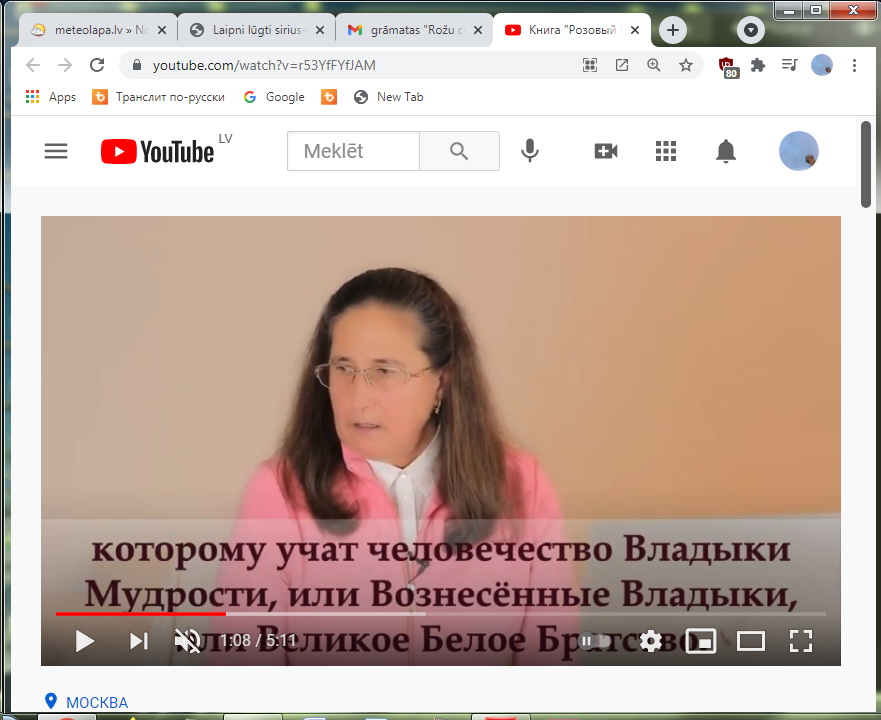 meteolapa.lv » No
Laipni lūgti sirius-
grāmatas "Rožu c
Книга "Розовый
youtube.com/watch?v=r53YfFYfJAM
80
Apps
Транслит по-русски
Google
New Tab
YouTube LV
Meklēt
которому учат человечество Владыки
Мудрости, или Вознесённые Владыки,
или Великое Белое Братство.
1:08 / 5:11
МОСКВА